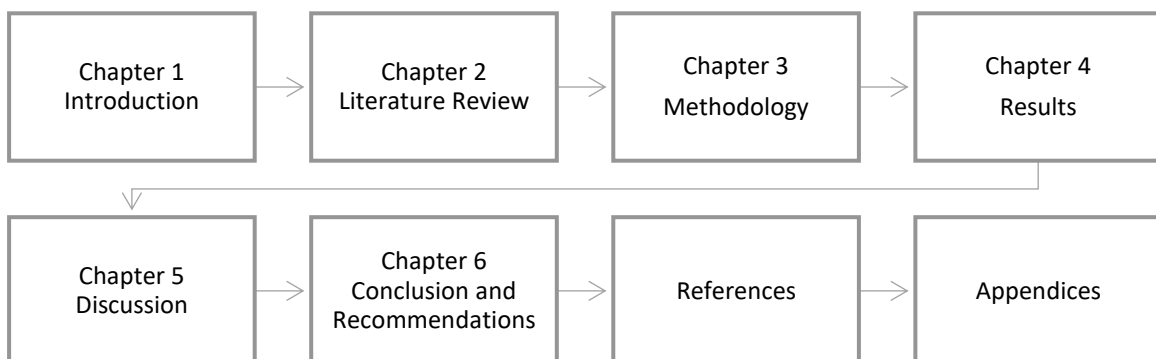 Chapter 1
Introduction
Chapter 2
Literature Review
Chapter 3
Methodology
Chapter 4
Results
Chapter 5
Discussion
Chapter 6
Conclusion and
Recommendations
References
Appendices